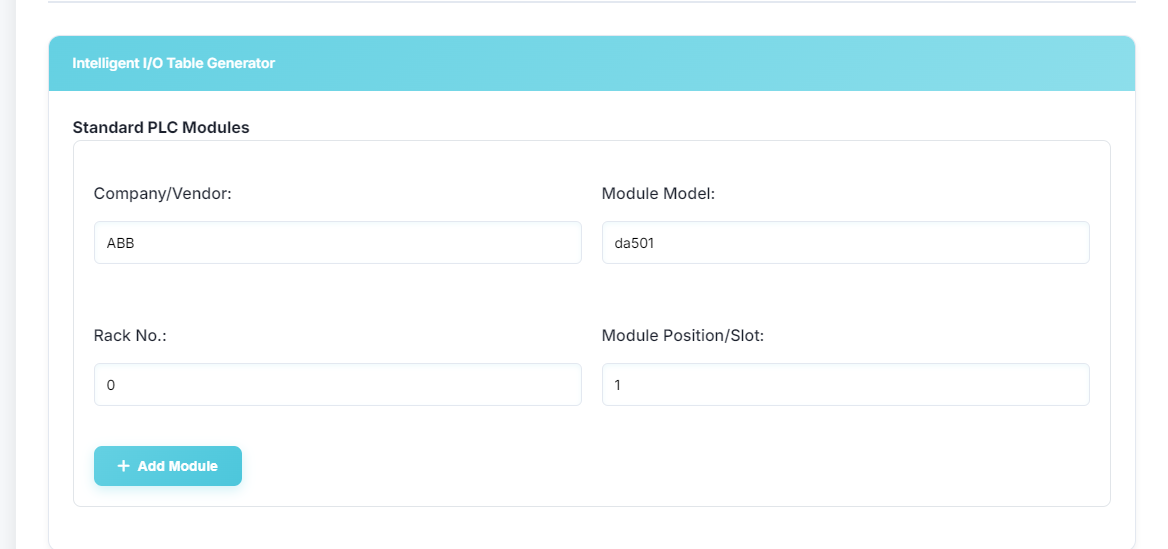 Intelligent I/O Table Generator
Standard PLC Modules
Company/Vendor:
Module Model:
ABB
da501
Rack No.:
Module Position/Slot:
0
1
+ Add Module